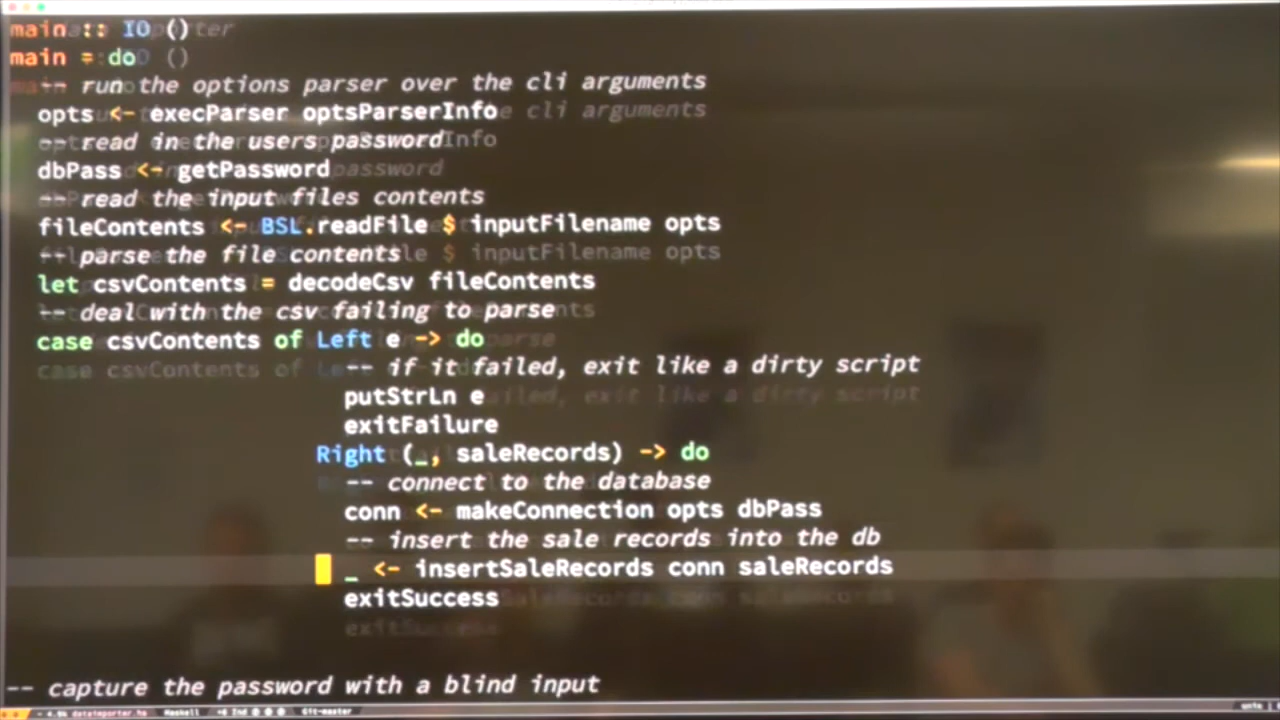 main :: IO ()
main = do
-- run the options parser over the cli arguments
opts <- execParser optsParserInfo
-- read in the users password
dbPass <- getPassword
-- read the input files contents
fileContents <- BSL.readFile $ inputFilename opts
-- parse the file contents
let csvContents = decodeCsv fileContents
-- deal with the csv failing to parse
case csvContents of Left e -> do
-- if it failed, exit like a dirty script
putStrLn e
exitFailure
Right (_, saleRecords) -> do
-- connect to the database
conn <- makeConnection opts dbPass
-- insert the sale records into the db
_ <- insertSaleRecords conn saleRecords
exitSuccess
-- capture the password with a blind input
Haskell Git-master